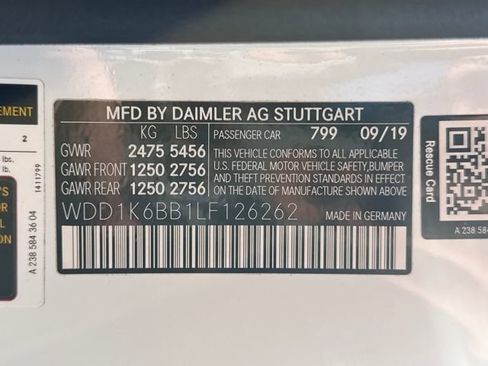 EMENT
2
lbs.
lb.
1411799
A 238 584 36 04
MFD BY DAIMLER AG STUTTGART
KG LBS PASSENGER CAR 799 09/19
GVWR 2475 5456
GAWR FRONT 1250 2756
GAWR REAR 1250 2756
THIS VEHICLE CONFORMS TO ALL APPLICABLE
U.S. FEDERAL MOTOR VEHICLE SAFETY, BUMPER,
AND THEFT PREVENTION STANDARDS IN EFFECT
ON THE DATE OF MANUFACTURE SHOWN ABOVE.
WDD1K6BB1LF126262 MADE IN GERMANY
Rescue Card
A 238 584